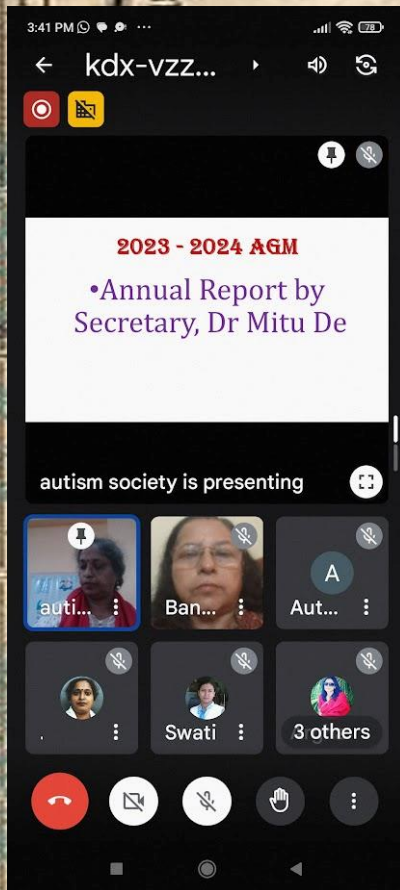 3:41 PM
78
kdx-vzz...
2023 - 2024 AGM
•Annual Report by
Secretary, Dr Mitu De
autism society is presenting
auti...
Ban...
A
Aut...
.
Swati
3 others